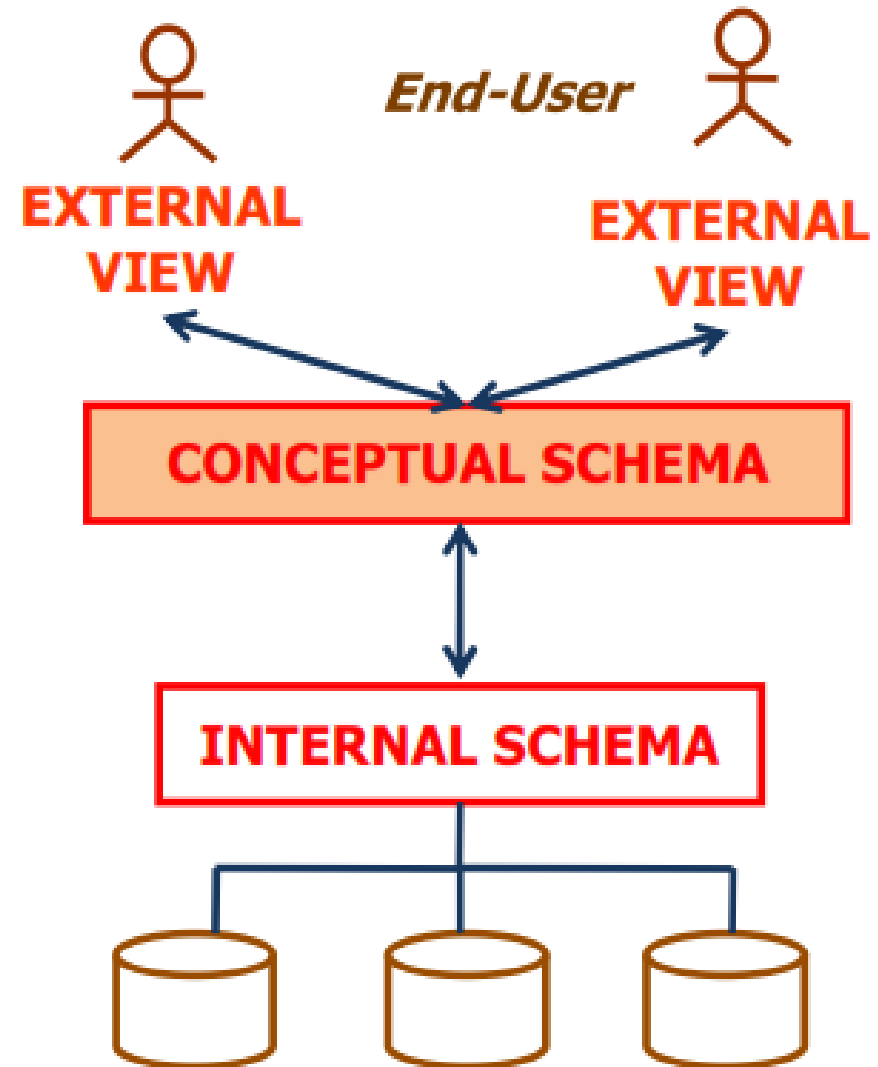 End-User
EXTERNAL
VIEW
EXTERNAL
VIEW
CONCEPTUAL SCHEMA
INTERNAL SCHEMA